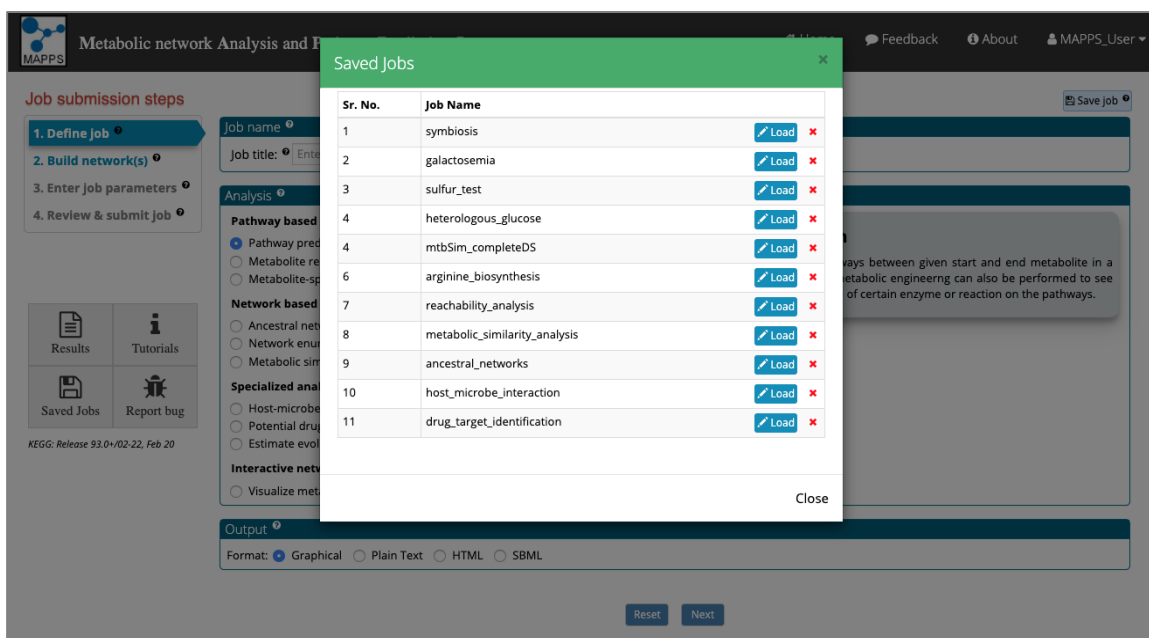 MAPPS
Metabolic network Analysis and P
Feedback
About
MAPPS_User
Job submission steps
Save job
1. Define job
2. Build network(s)
3. Enter job parameters
4. Review & submit job
Results
Tutorials
Saved Jobs
Report bug
KEGG: Release 93.0+/02-22, Feb 20
Job name
Job title: Ente
Analysis
Pathway based
Pathway pred
Metabolite re
Metabolite-sp
Network based
Ancestral net
Network enur
Metabolic sim
Specialized anal
Host-microbe
Potential drug
Estimate evol
Interactive netw
Visualize meta
ways between given start and end metabolite in a
etabolic engineerng can also be performed to see
of certain enzyme or reaction on the pathways.
Saved Jobs ×
Sr. No. Job Name
1 symbiosis Load
2 galactosemia Load
3 sulfur_test Load
4 heterologous_glucose Load
4 mtbSim_completeDS Load
6 arginine_biosynthesis Load
7 reachability_analysis Load
8 metabolic_similarity_analysis Load
9 ancestral_networks Load
10 host_microbe_interaction Load
11 drug_target_identification Load
Close
Output
Format: Graphical Plain Text HTML SBML
Reset Next